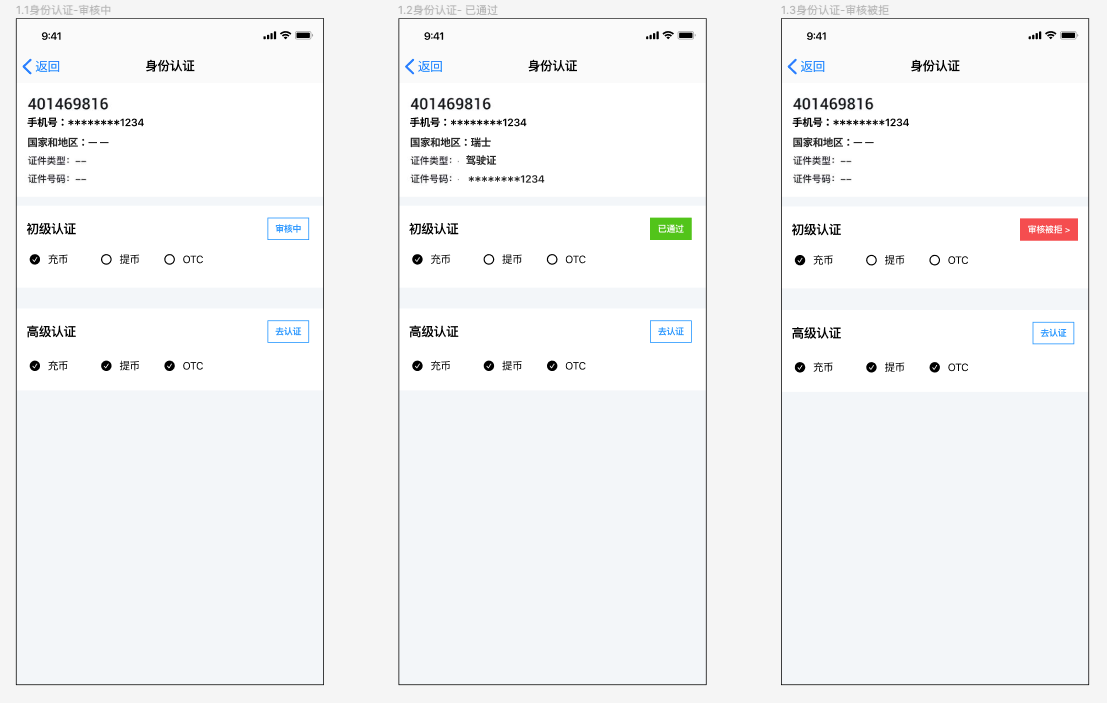 1.1身份认证-审核中
9:41
返回
身份认证
401469816
手机号：********1234
国家和地区：— —
证件类型: --
证件号码: --
初级认证
审核中
充币 提币 OTC
高级认证
去认证
充币 提币 OTC
1.2身份认证- 已通过
9:41
返回
身份认证
401469816
手机号：********1234
国家和地区：瑞士
证件类型: 驾驶证
证件号码: ********1234
初级认证
已通过
充币 提币 OTC
高级认证
去认证
充币 提币 OTC
1.3身份认证-审核被拒
9:41
返回
身份认证
401469816
手机号：********1234
国家和地区：— —
证件类型: --
证件号码: --
初级认证
审核被拒 >
充币 提币 OTC
高级认证
去认证
充币 提币 OTC